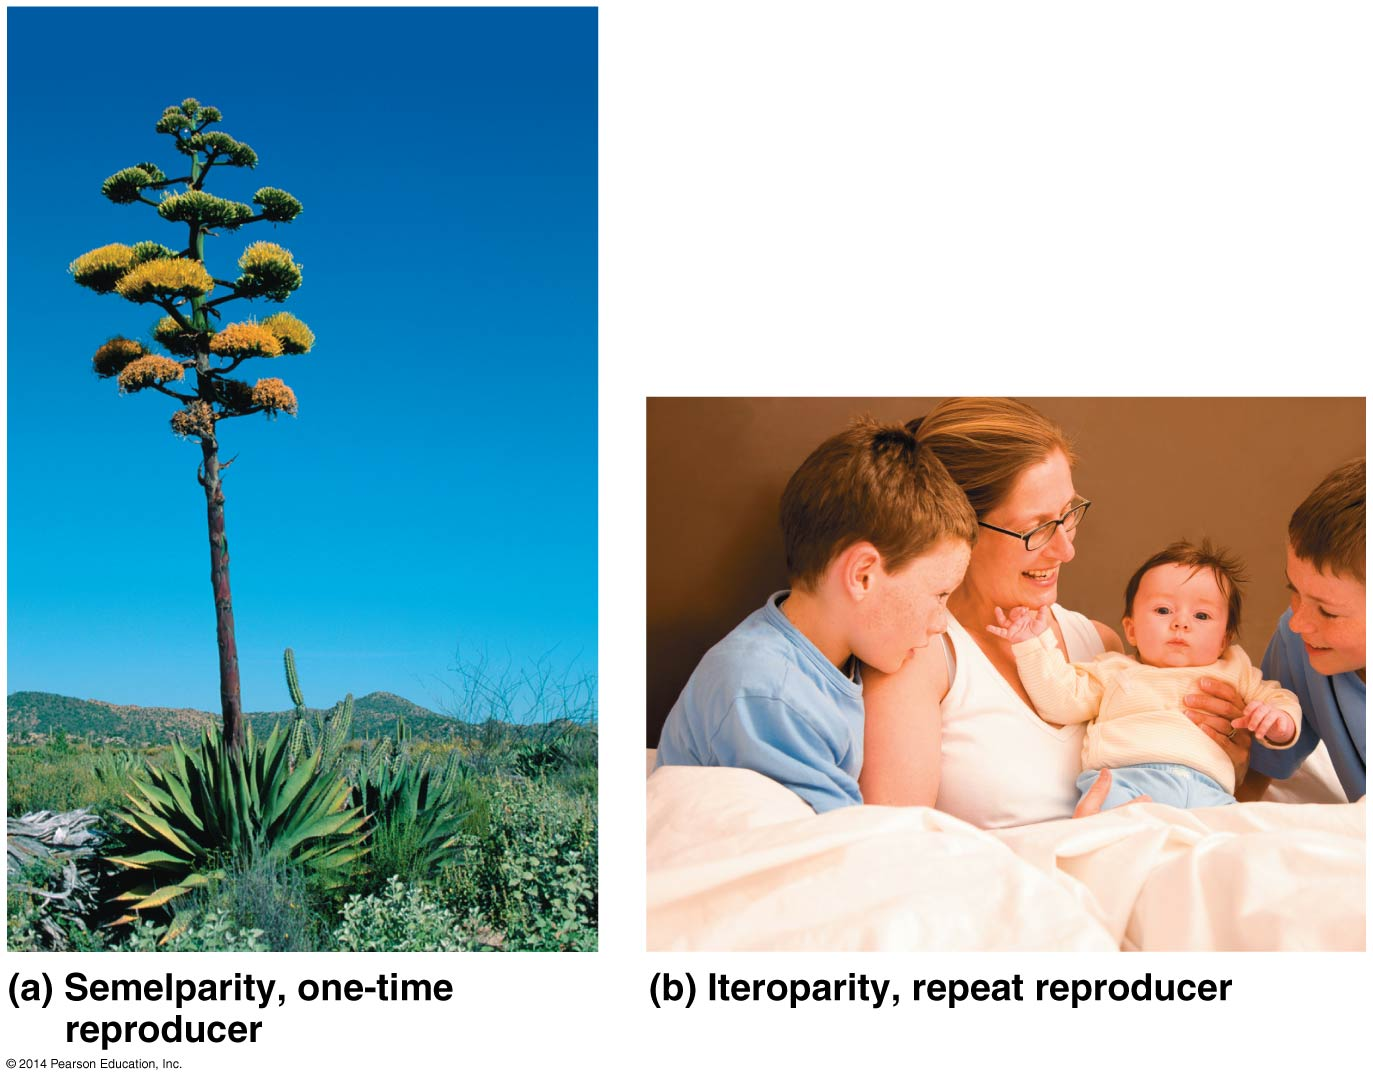 (a) Semelparity, one-time
reproducer
(b) Iteroparity, repeat reproducer
© 2014 Pearson Education, Inc.